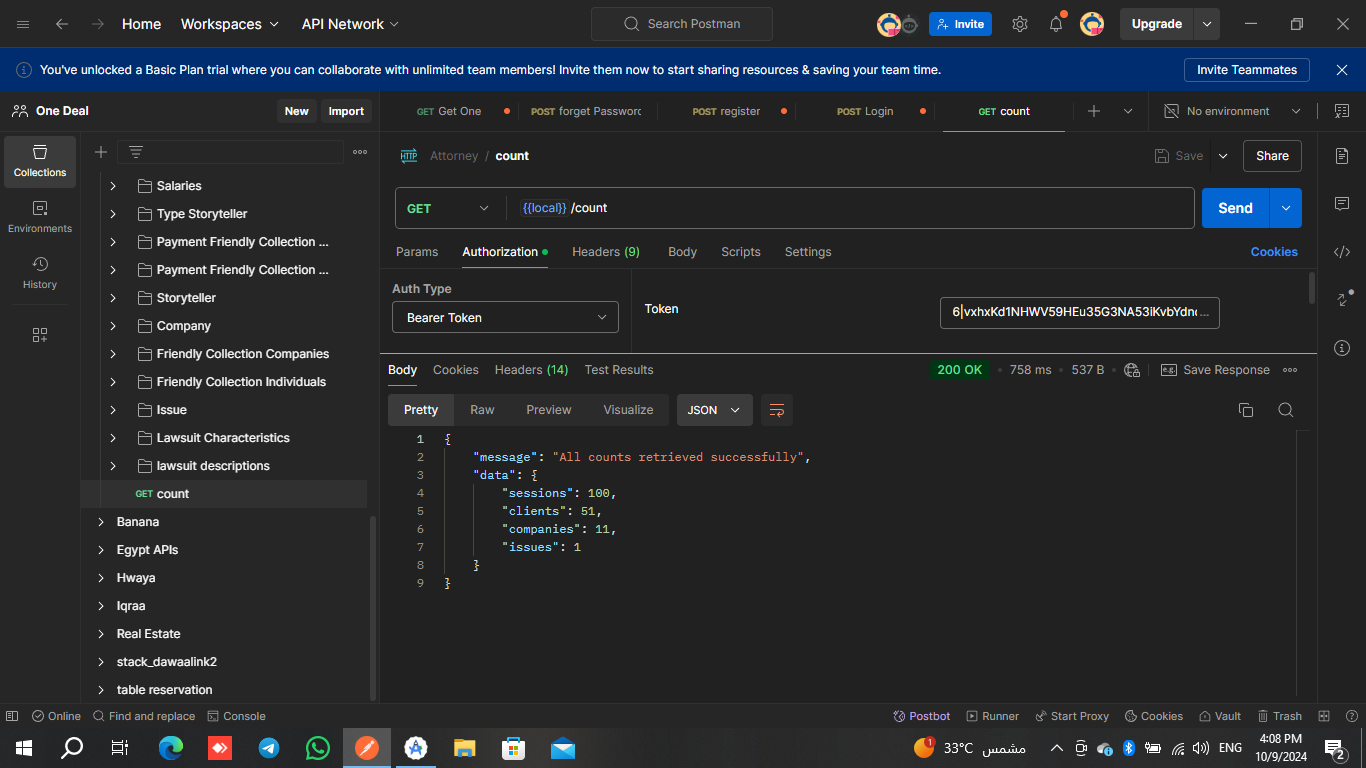 Home Workspaces API Network Search Postman Invite Upgrade
You've unlocked a Basic Plan trial where you can collaborate with unlimited team members! Invite them now to start sharing resources & saving your team time. Invite Teammates
One Deal New Import GET Get One POST forget Password POST register POST Login GET count No environment
Collections
Environments
History
Salaries
Type Storyteller
Payment Friendly Collection ...
Payment Friendly Collection ...
Storyteller
Company
Friendly Collection Companies
Friendly Collection Individuals
Issue
Lawsuit Characteristics
lawsuit descriptions
GET count
Banana
Egypt APIs
Hwaya
Iqraa
Real Estate
stack_dawaalink2
table reservation
HTTP Attorney / count Save Share
GET {{local}} /count Send
Params Authorization Headers (9) Body Scripts Settings Cookies
Auth Type
Bearer Token
Token 6|vxhxKd1NHWV59HEu35G3NA53iKvbYdn...
Body Cookies Headers (14) Test Results 200 OK 758 ms 537 B e.g. Save Response
Pretty Raw Preview Visualize JSON
1 {
2 "message": "All counts retrieved successfully",
3 "data": {
4 "sessions": 100,
5 "clients": 51,
6 "companies": 11,
7 "issues": 1
8 }
9 }
Online Find and replace Console Postbot Runner Start Proxy Cookies Vault Trash
1 33°C مشمس ENG 4:08 PM
10/9/2024 2